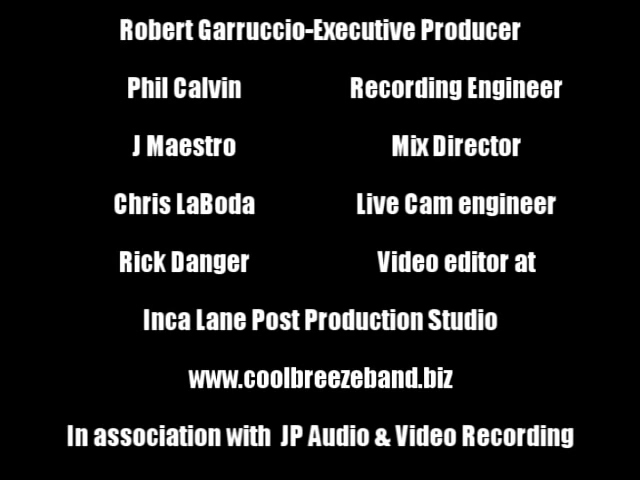 Robert Garruccio-Executive Producer
Phil Calvin Recording Engineer
J Maestro Mix Director
Chris LaBoda Live Cam engineer
Rick Danger Video editor at
Inca Lane Post Production Studio
www.coolbreezeband.biz
In association with JP Audio & Video Recording